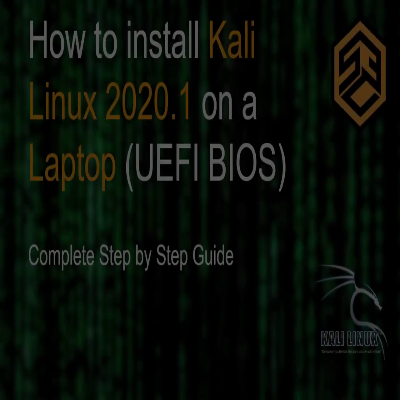 How to install Kali
Linux 2020.1 on a
Laptop (UEFI BIOS)
Complete Step by Step Guide
KALI LINUX